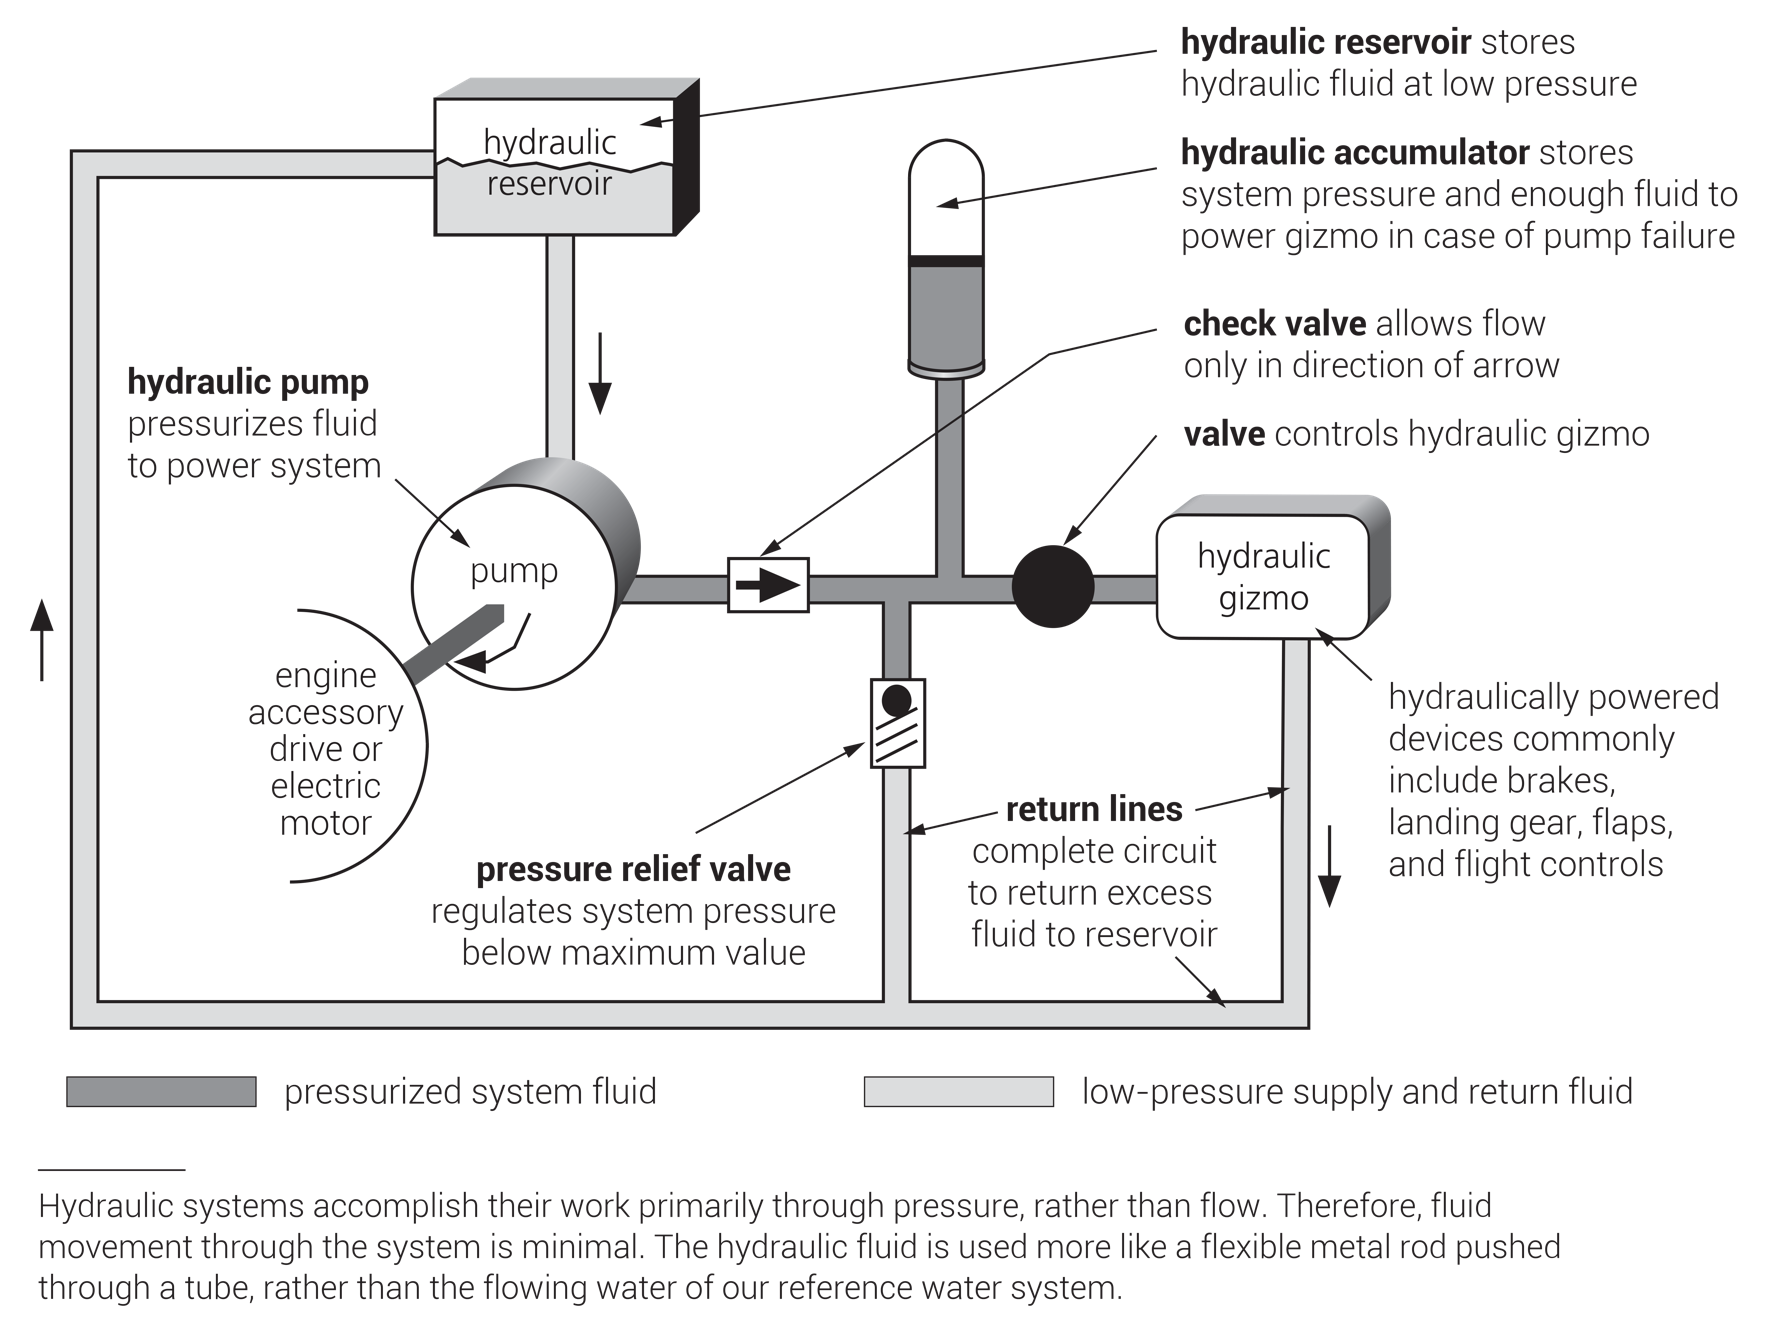 hydraulic reservoir stores
hydraulic fluid at low pressure
hydraulic
reservoir
hydraulic accumulator stores
system pressure and enough fluid to
power gizmo in case of pump failure
check valve allows flow
only in direction of arrow
hydraulic pump
pressurizes fluid
to power system
valve controls hydraulic gizmo
pump
hydraulic
gizmo
engine
accessory
drive or
electric
motor
hydraulically powered
devices commonly
include brakes,
landing gear, flaps,
and flight controls
return lines
complete circuit
to return excess
fluid to reservoir
pressure relief valve
regulates system pressure
below maximum value
pressurized system fluid
low-pressure supply and return fluid
Hydraulic systems accomplish their work primarily through pressure, rather than flow. Therefore, fluid
movement through the system is minimal. The hydraulic fluid is used more like a flexible metal rod pushed
through a tube, rather than the flowing water of our reference water system.